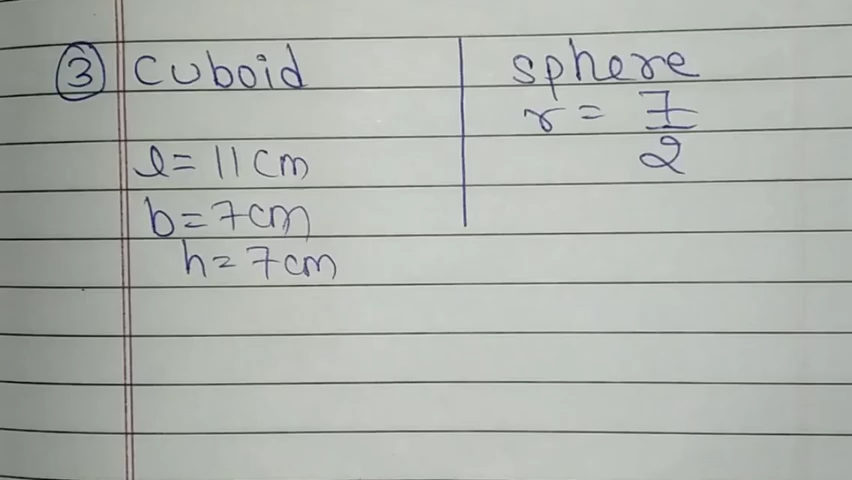 ③ Cuboid
l = 11 cm
b = 7 cm
h = 7 cm
sphere
r = 7/2